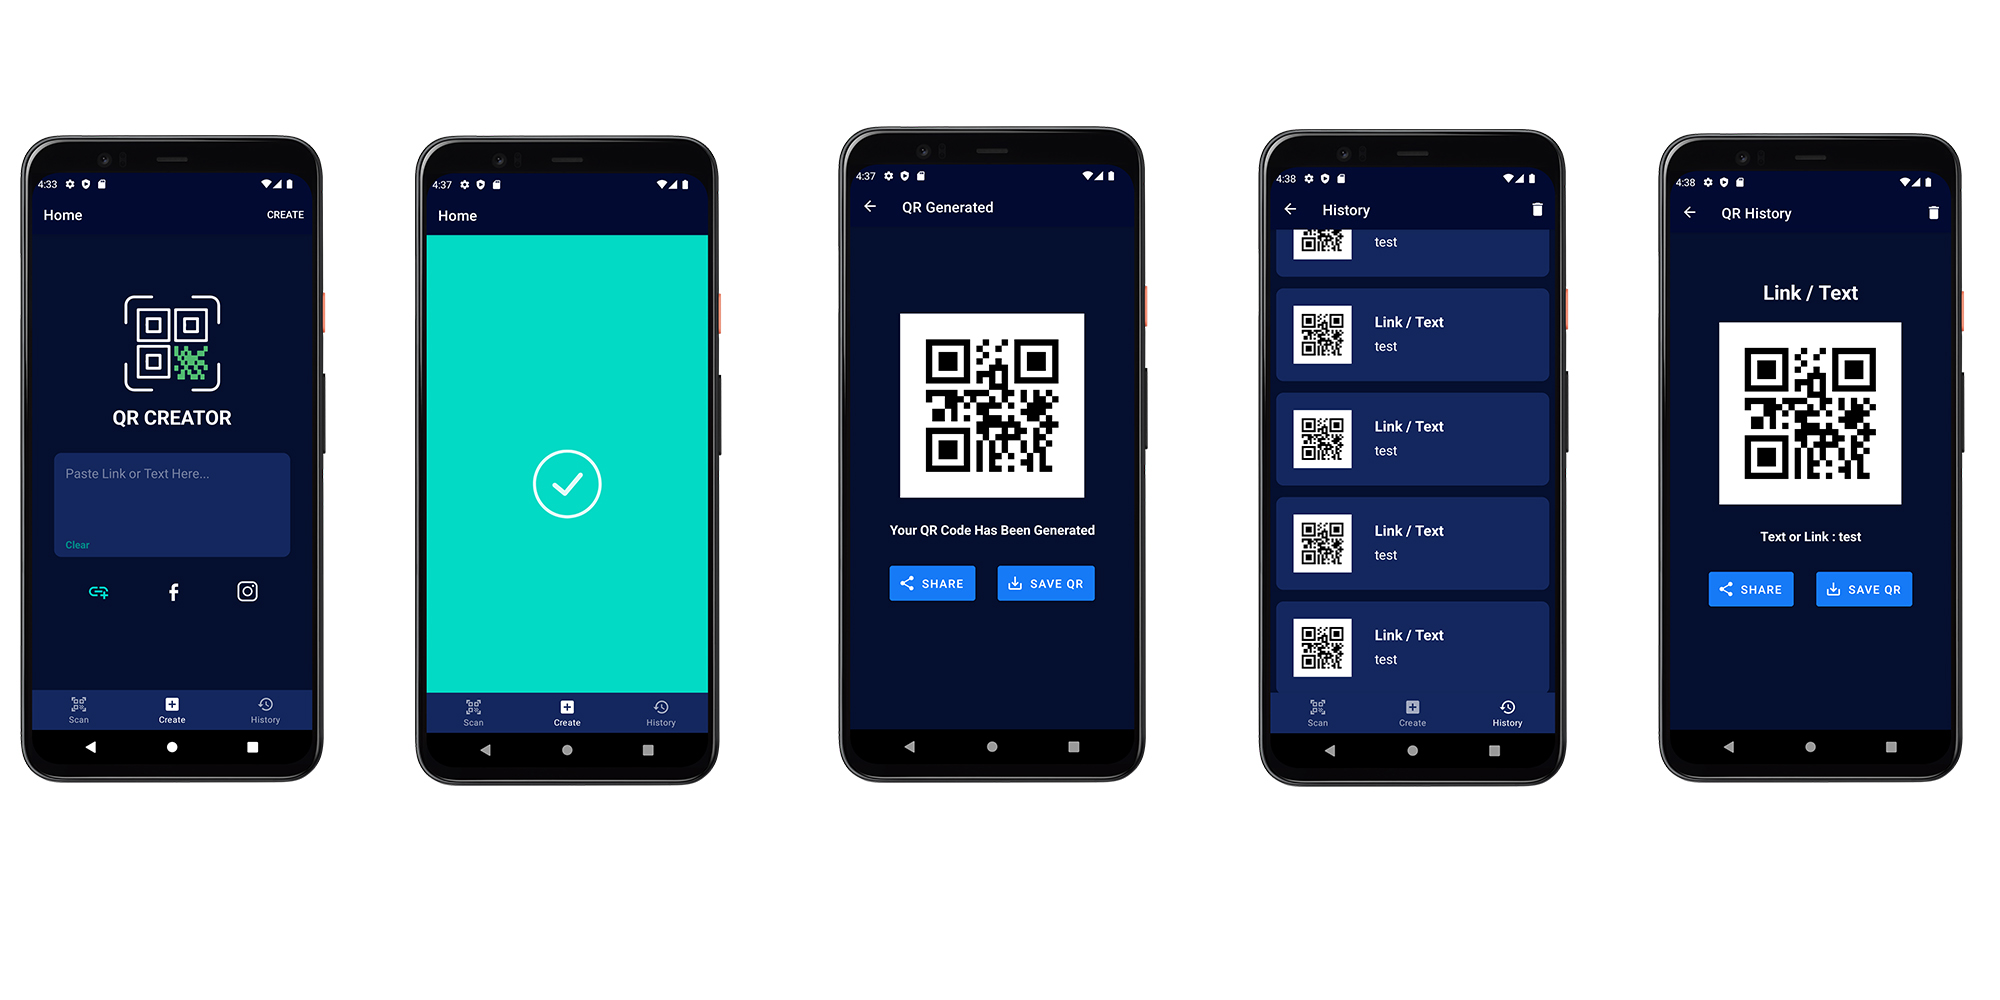 4:33
Home CREATE
QR CREATOR
Paste Link or Text Here...
Clear
Scan Create History
4:37
Home
Scan Create History
4:37
QR Generated
Your QR Code Has Been Generated
SHARE SAVE QR
4:38
History
test
Link / Text
test
Link / Text
test
Link / Text
test
Link / Text
test
Scan Create History
4:38
QR History
Link / Text
Text or Link : test
SHARE SAVE QR